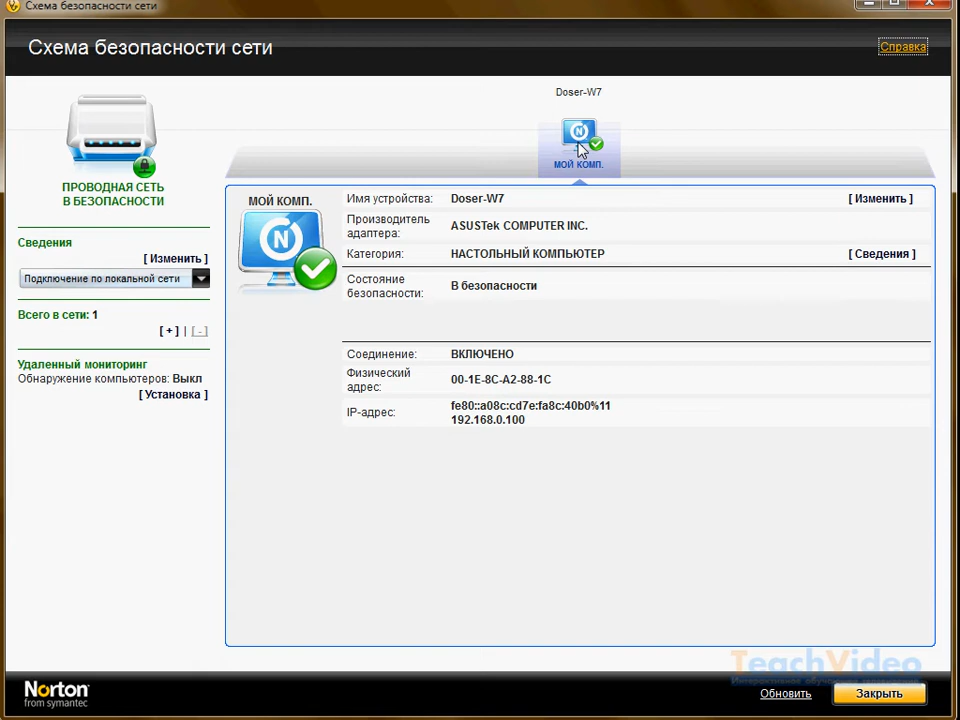 Схема безопасности сети
Схема безопасности сети
Справка
Doser-W7
МОЙ КОМП.
ПРОВОДНАЯ СЕТЬ
В БЕЗОПАСНОСТИ
Сведения
[ Изменить ]
Подключение по локальной сети
Всего в сети: 1
[ + ] | [ - ]
Удаленный мониторинг
Обнаружение компьютеров: Выкл
[ Установка ]
МОЙ КОМП.
Имя устройства: Doser-W7 [ Изменить ]
Производитель
адаптера: ASUSTek COMPUTER INC.
Категория: НАСТОЛЬНЫЙ КОМПЬЮТЕР [ Сведения ]
Состояние
безопасности: В безопасности
Соединение: ВКЛЮЧЕНО
Физический
адрес: 00-1E-8C-A2-88-1C
IP-адрес: fe80::a08c:cd7e:fa8c:40b0%11
192.168.0.100
TeachVideo
Norton
from symantec
Обновить
Закрыть